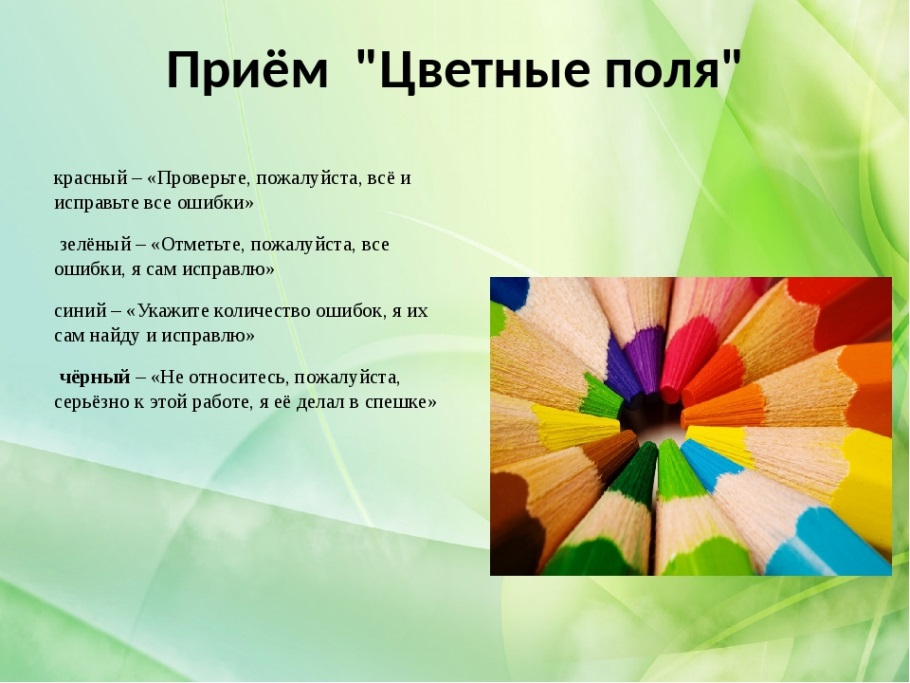 Приём "Цветные поля"
красный – «Проверьте, пожалуйста, всё и
исправьте все ошибки»
зелёный – «Отметьте, пожалуйста, все
ошибки, я сам исправлю»
синий – «Укажите количество ошибок, я их
сам найду и исправлю»
чёрный – «Не относитесь, пожалуйста,
серьёзно к этой работе, я её делал в спешке»